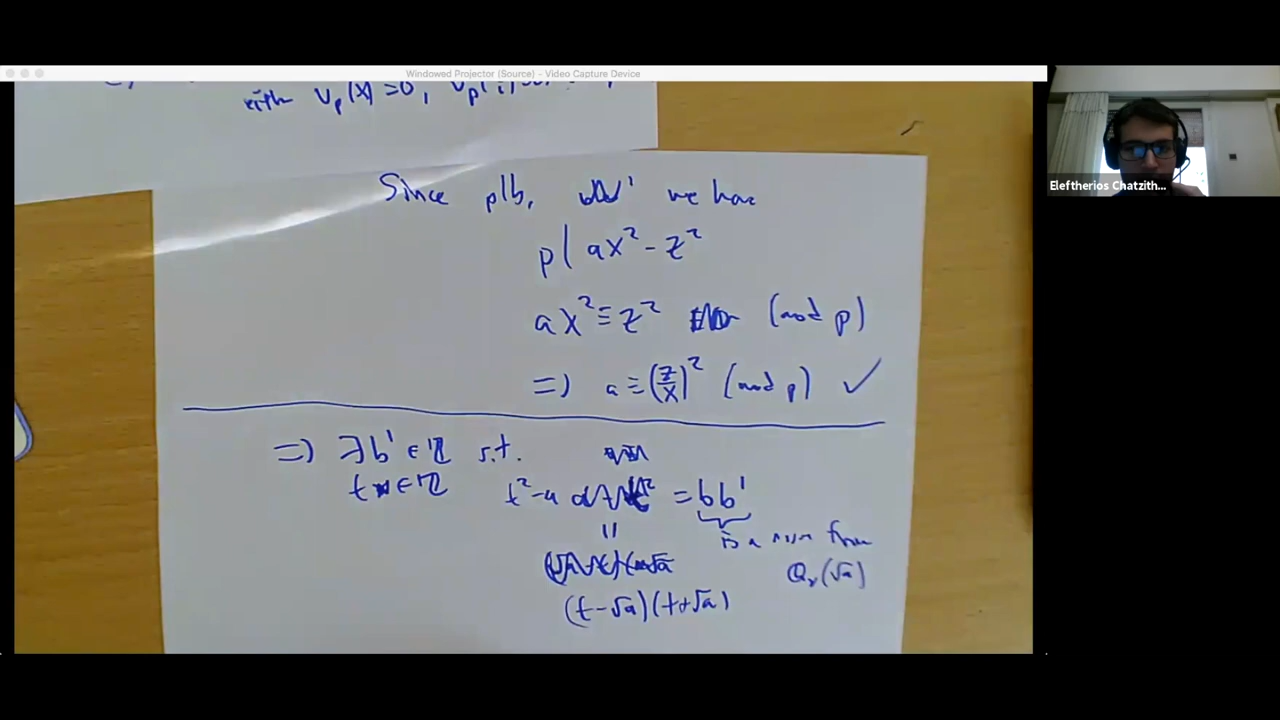 Windowed Projector (Source) - Video Capture Device
with v_p(x) = 0,
Eleftherios Chatzith...
Since p|b, we have
p | ax² - z²
ax² ≡ z² (mod p)
=> a ≡ (z/x)² (mod p) ✓
=> ∃b' ∈ ℤ s.t.
t ∈ ℤ t² - a = bb'
is a norm from
(t-√a)(t+√a)